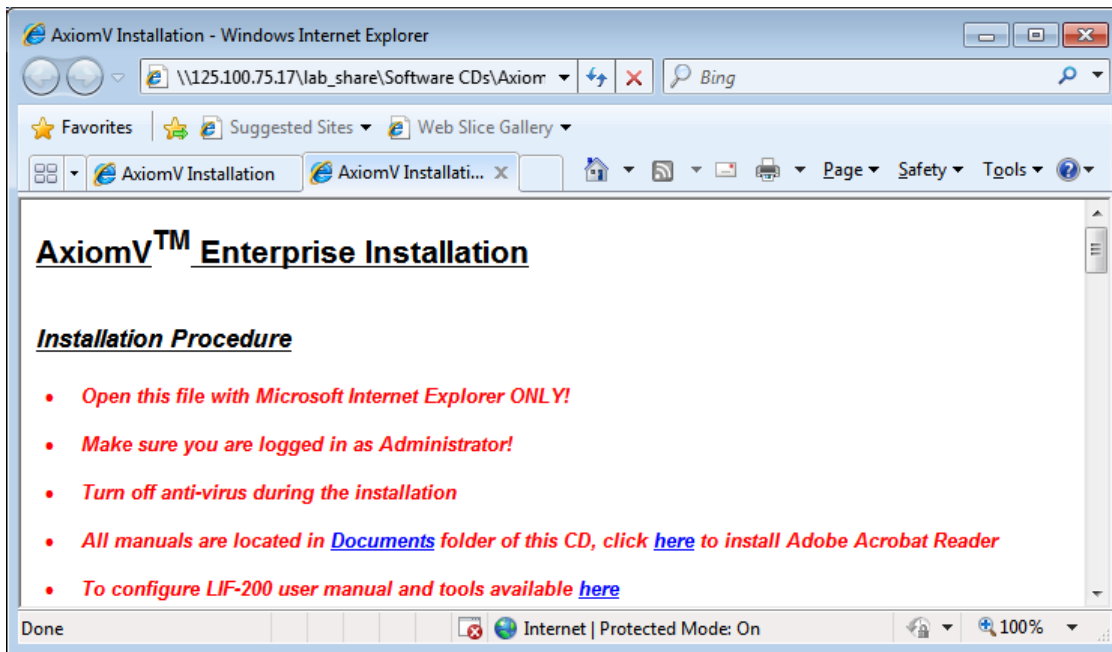 AxiomV Installation - Windows Internet Explorer
\\125.100.75.17\lab_share\Software CDs\Axiom
Bing
Favorites Suggested Sites Web Slice Gallery
AxiomV Installation AxiomV Installati... Page Safety Tools
AxiomV™ Enterprise Installation
Installation Procedure
• Open this file with Microsoft Internet Explorer ONLY!
• Make sure you are logged in as Administrator!
• Turn off anti-virus during the installation
• All manuals are located in Documents folder of this CD, click here to install Adobe Acrobat Reader
• To configure LIF-200 user manual and tools available here
Done Internet | Protected Mode: On 100%